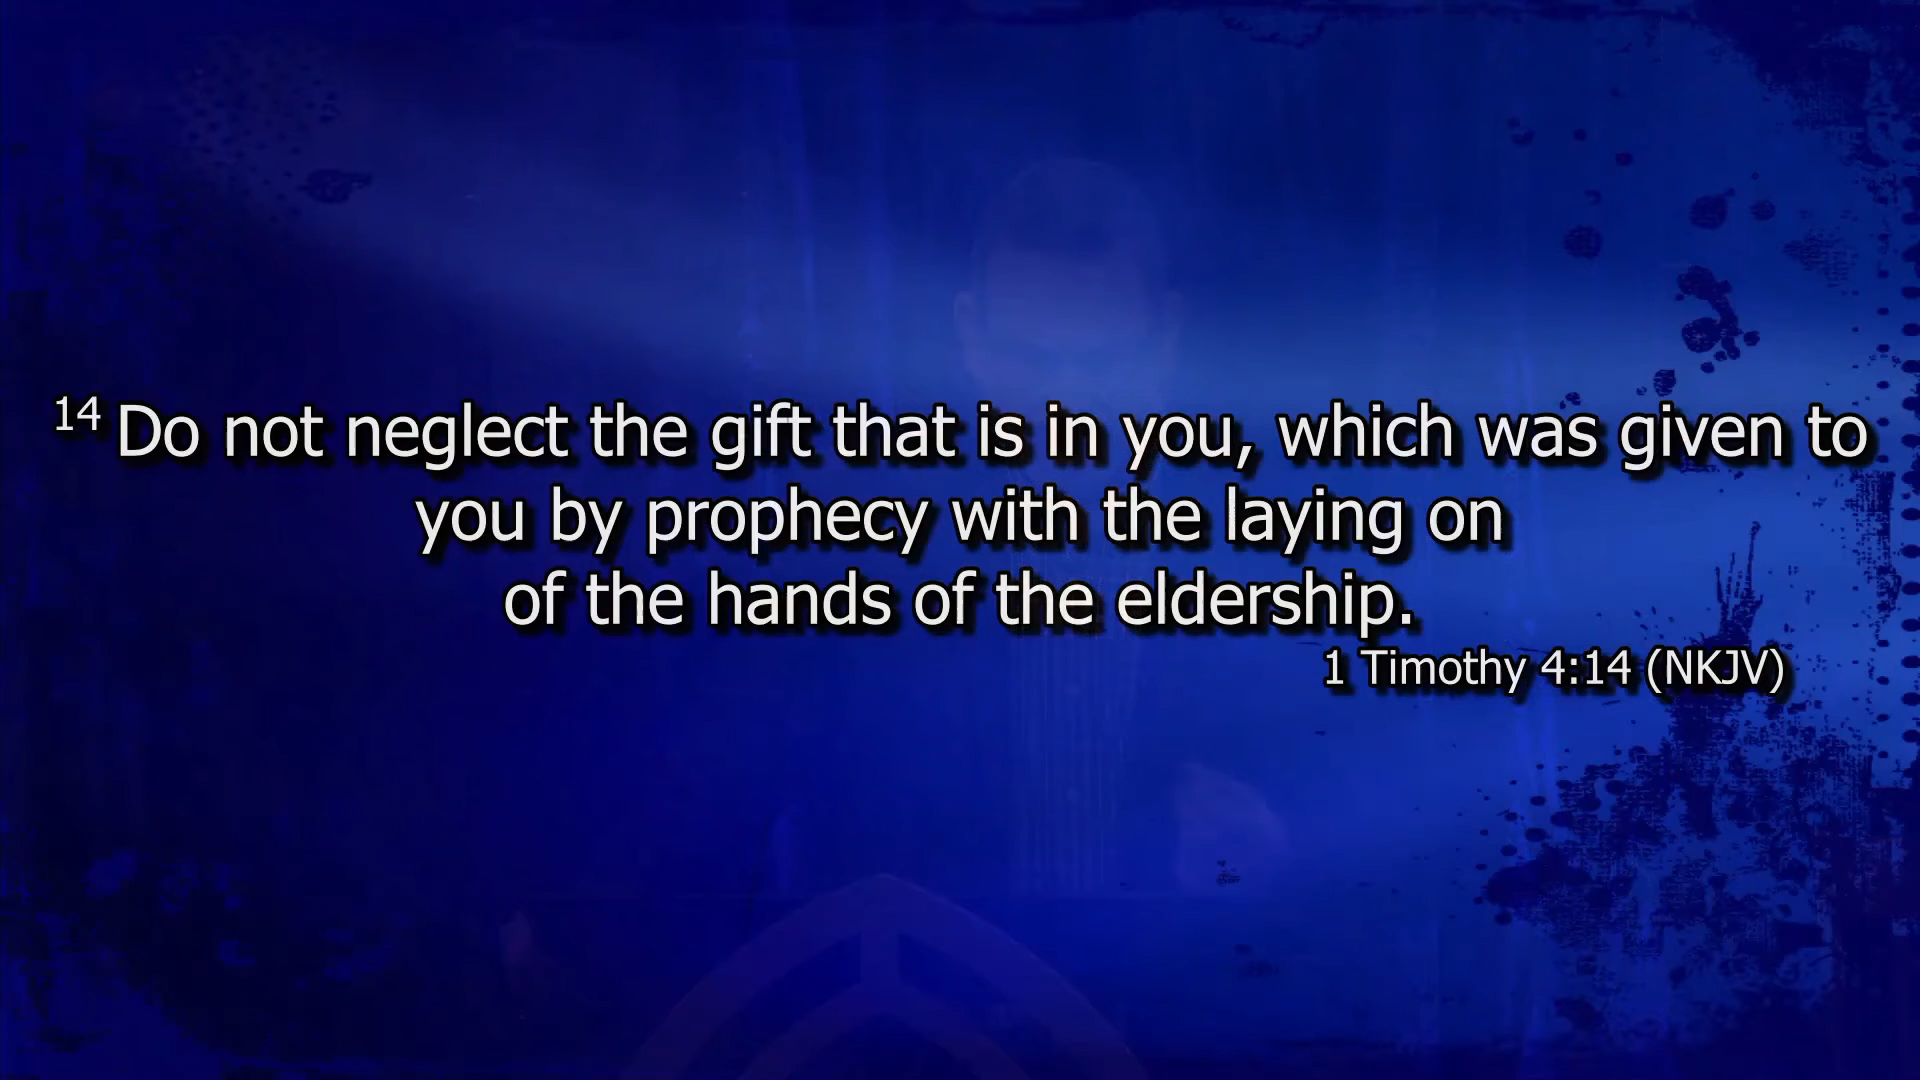 14 Do not neglect the gift that is in you, which was given to
you by prophecy with the laying on
of the hands of the eldership.
1 Timothy 4:14 (NKJV)